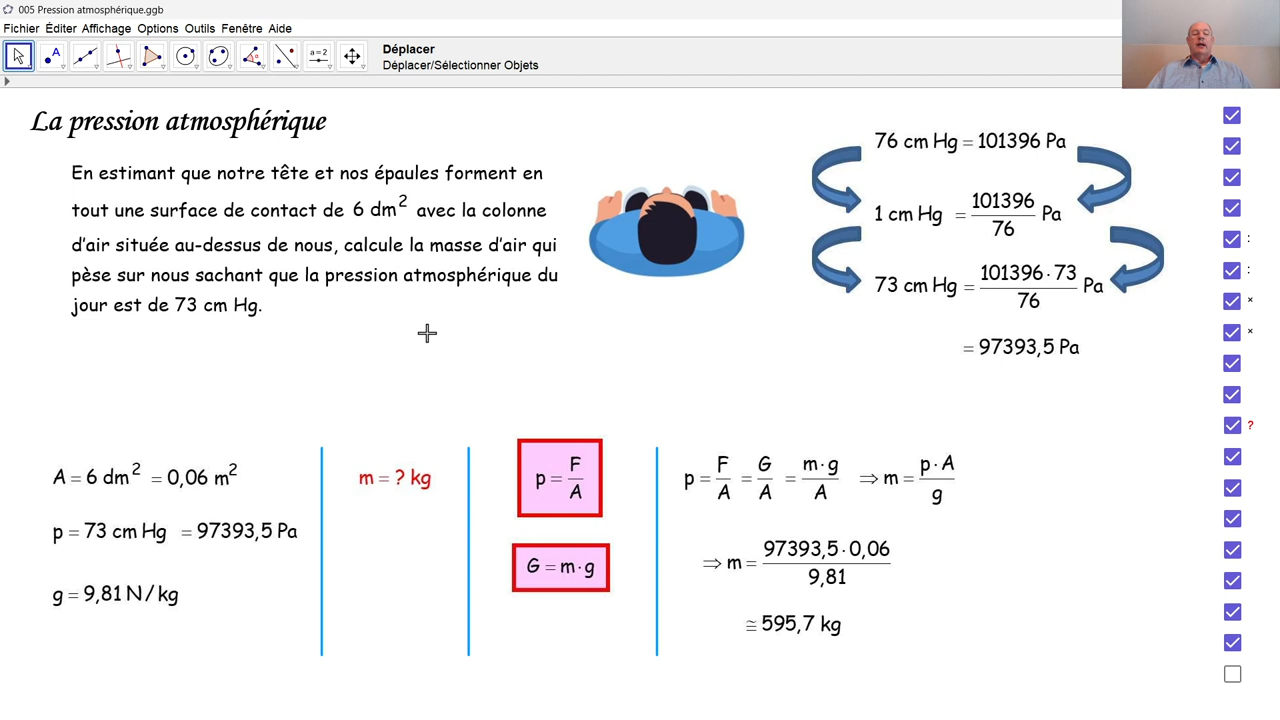 005 Pression atmosphérique.ggb
Fichier Éditer Affichage Options Outils Fenêtre Aide
A
a=2
Déplacer
Déplacer/Sélectionner Objets
La pression atmosphérique
En estimant que notre tête et nos épaules forment en
tout une surface de contact de 6 dm² avec la colonne
d’air située au-dessus de nous, calcule la masse d’air qui
pèse sur nous sachant que la pression atmosphérique du
jour est de 73 cm Hg.
76 cm Hg = 101396 Pa
1 cm Hg = 101396/76 Pa
73 cm Hg = 101396·73/76 Pa
= 97393,5 Pa
:
:
×
×
?
A = 6 dm² = 0,06 m²
p = 73 cm Hg = 97393,5 Pa
g = 9,81 N/kg
m = ? kg
p = F/A
G = m·g
p = F/A = G/A = m·g/A ⇒ m = p·A/g
⇒ m = 97393,5·0,06/9,81
≅ 595,7 kg